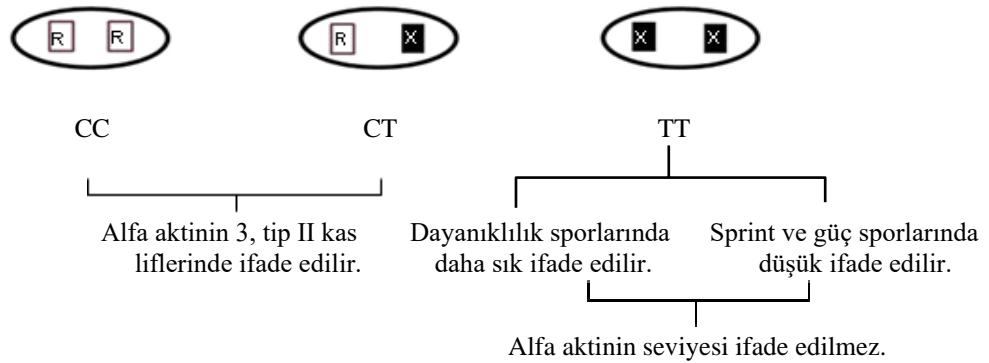 R R R X X X
CC CT TT
Alfa aktinin 3, tip II kas
liflerinde ifade edilir.
Dayanıklılık sporlarında
daha sık ifade edilir.
Sprint ve güç sporlarında
düşük ifade edilir.
Alfa aktinin seviyesi ifade edilmez.